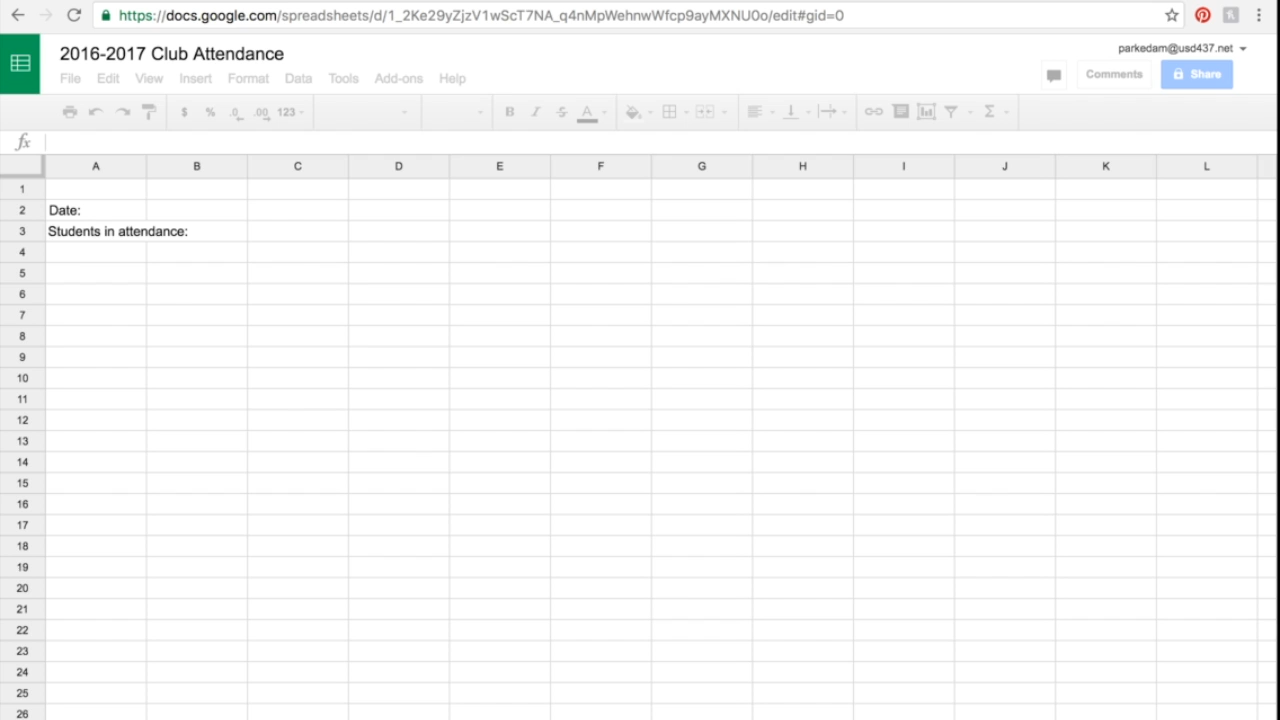 https://docs.google.com/spreadsheets/d/1_2Ke29yZjzV1wScT7NA_q4nMpWehnwWfcp9ayMXNU0o/edit#gid=0
2016-2017 Club Attendance
parkedam@usd437.net
File Edit View Insert Format Data Tools Add-ons Help
Comments
Share
$ % .0 .00 123 B I S A Σ
fx
A B C D E F G H I J K L
1
2 Date:
3 Students in attendance:
4
5
6
7
8
9
10
11
12
13
14
15
16
17
18
19
20
21
22
23
24
25
26